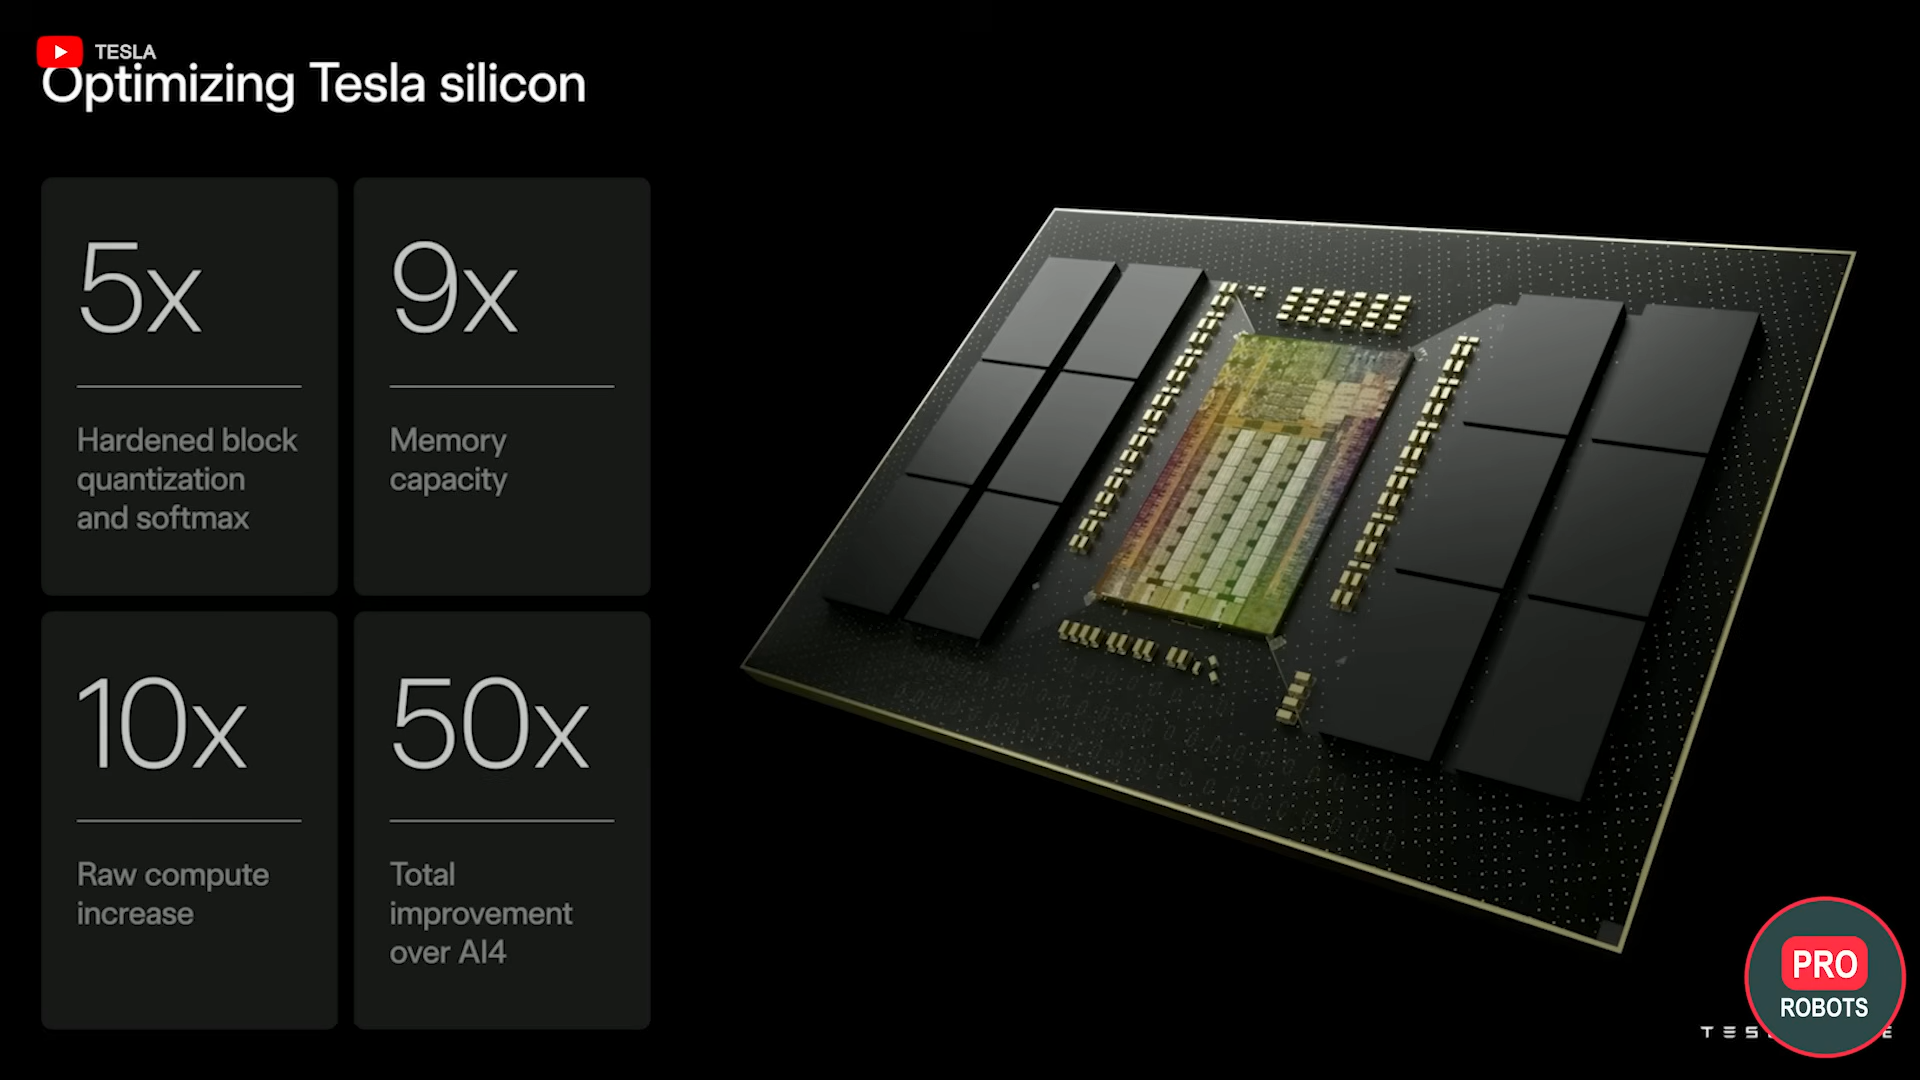 TESLA
Optimizing Tesla silicon
5x
Hardened block
quantization
and softmax
9x
Memory
capacity
10x
Raw compute
increase
50x
Total
improvement
over AI4
PRO
ROBOTS